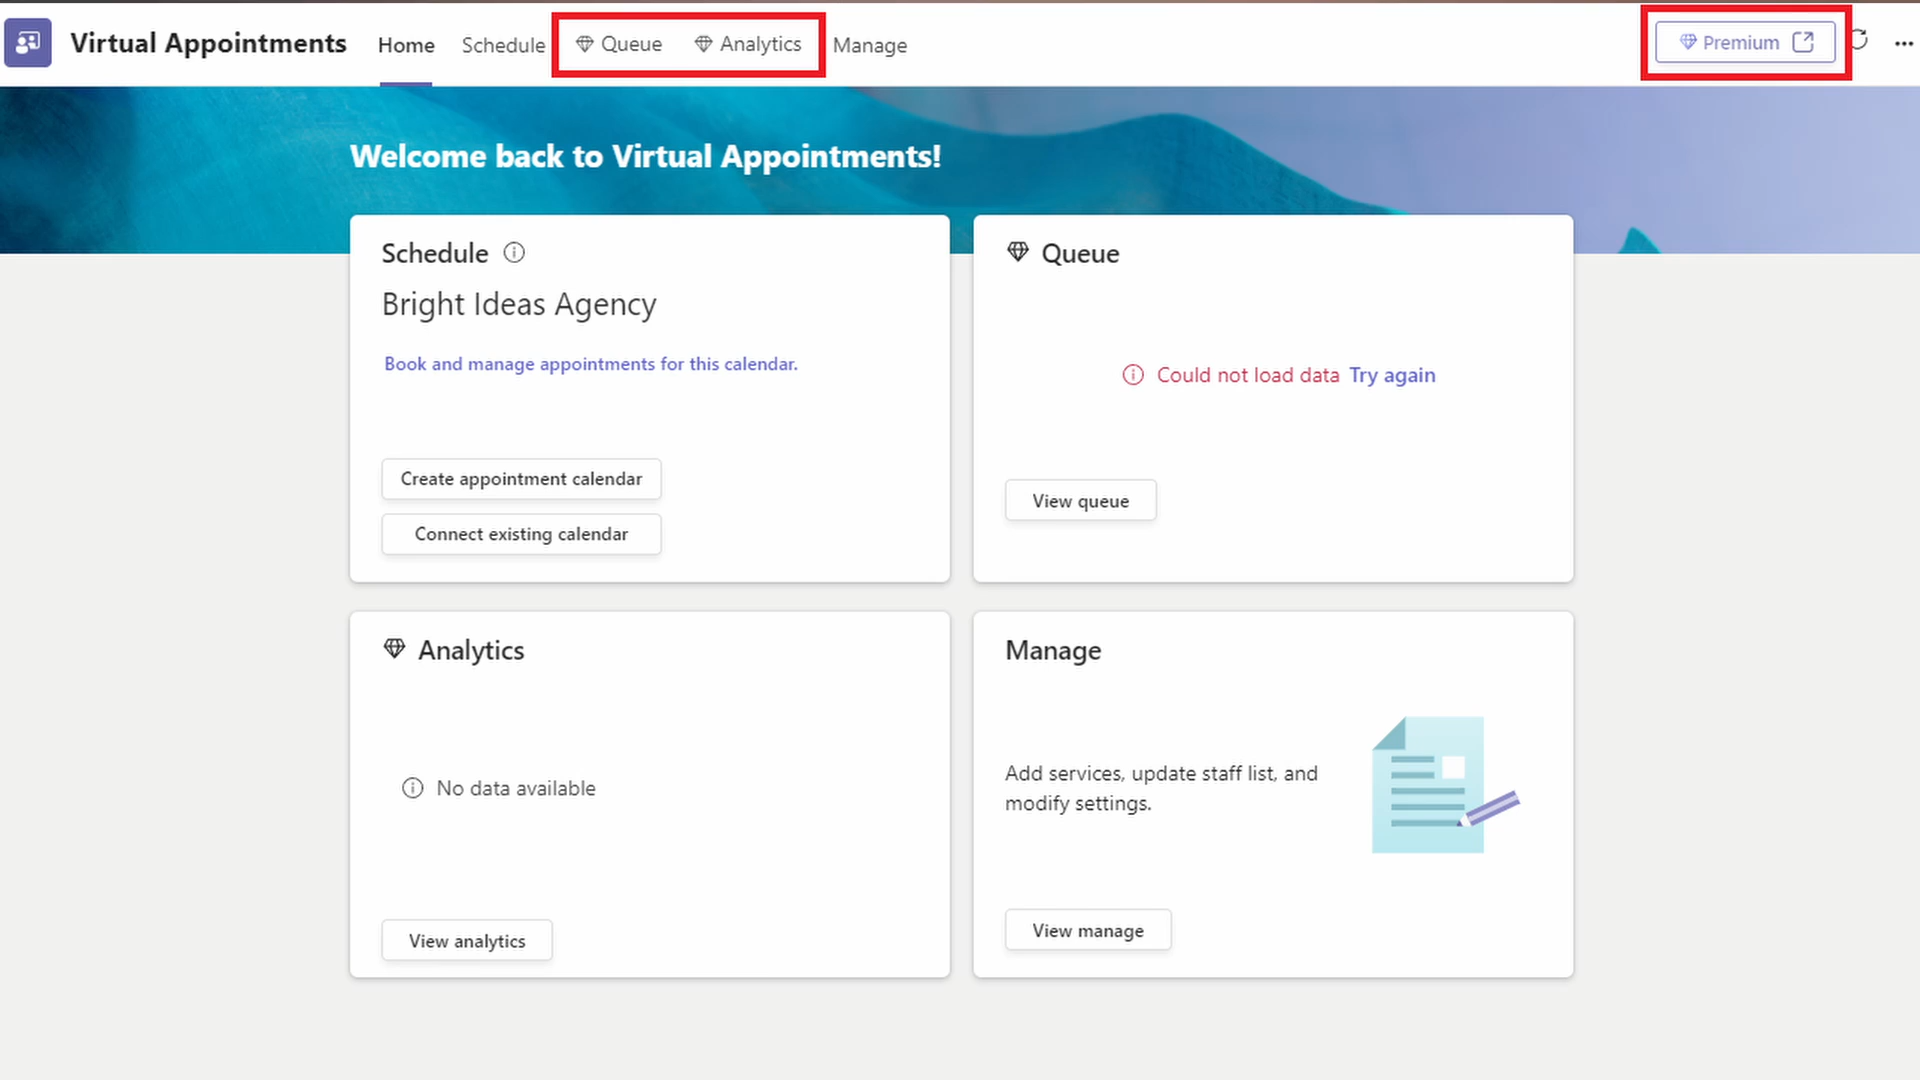 Virtual Appointments Home Schedule Queue Analytics Manage Premium
Welcome back to Virtual Appointments!
Schedule
Bright Ideas Agency
Book and manage appointments for this calendar.
Create appointment calendar
Connect existing calendar
Queue
Could not load data Try again
View queue
Analytics
No data available
View analytics
Manage
Add services, update staff list, and
modify settings.
View manage